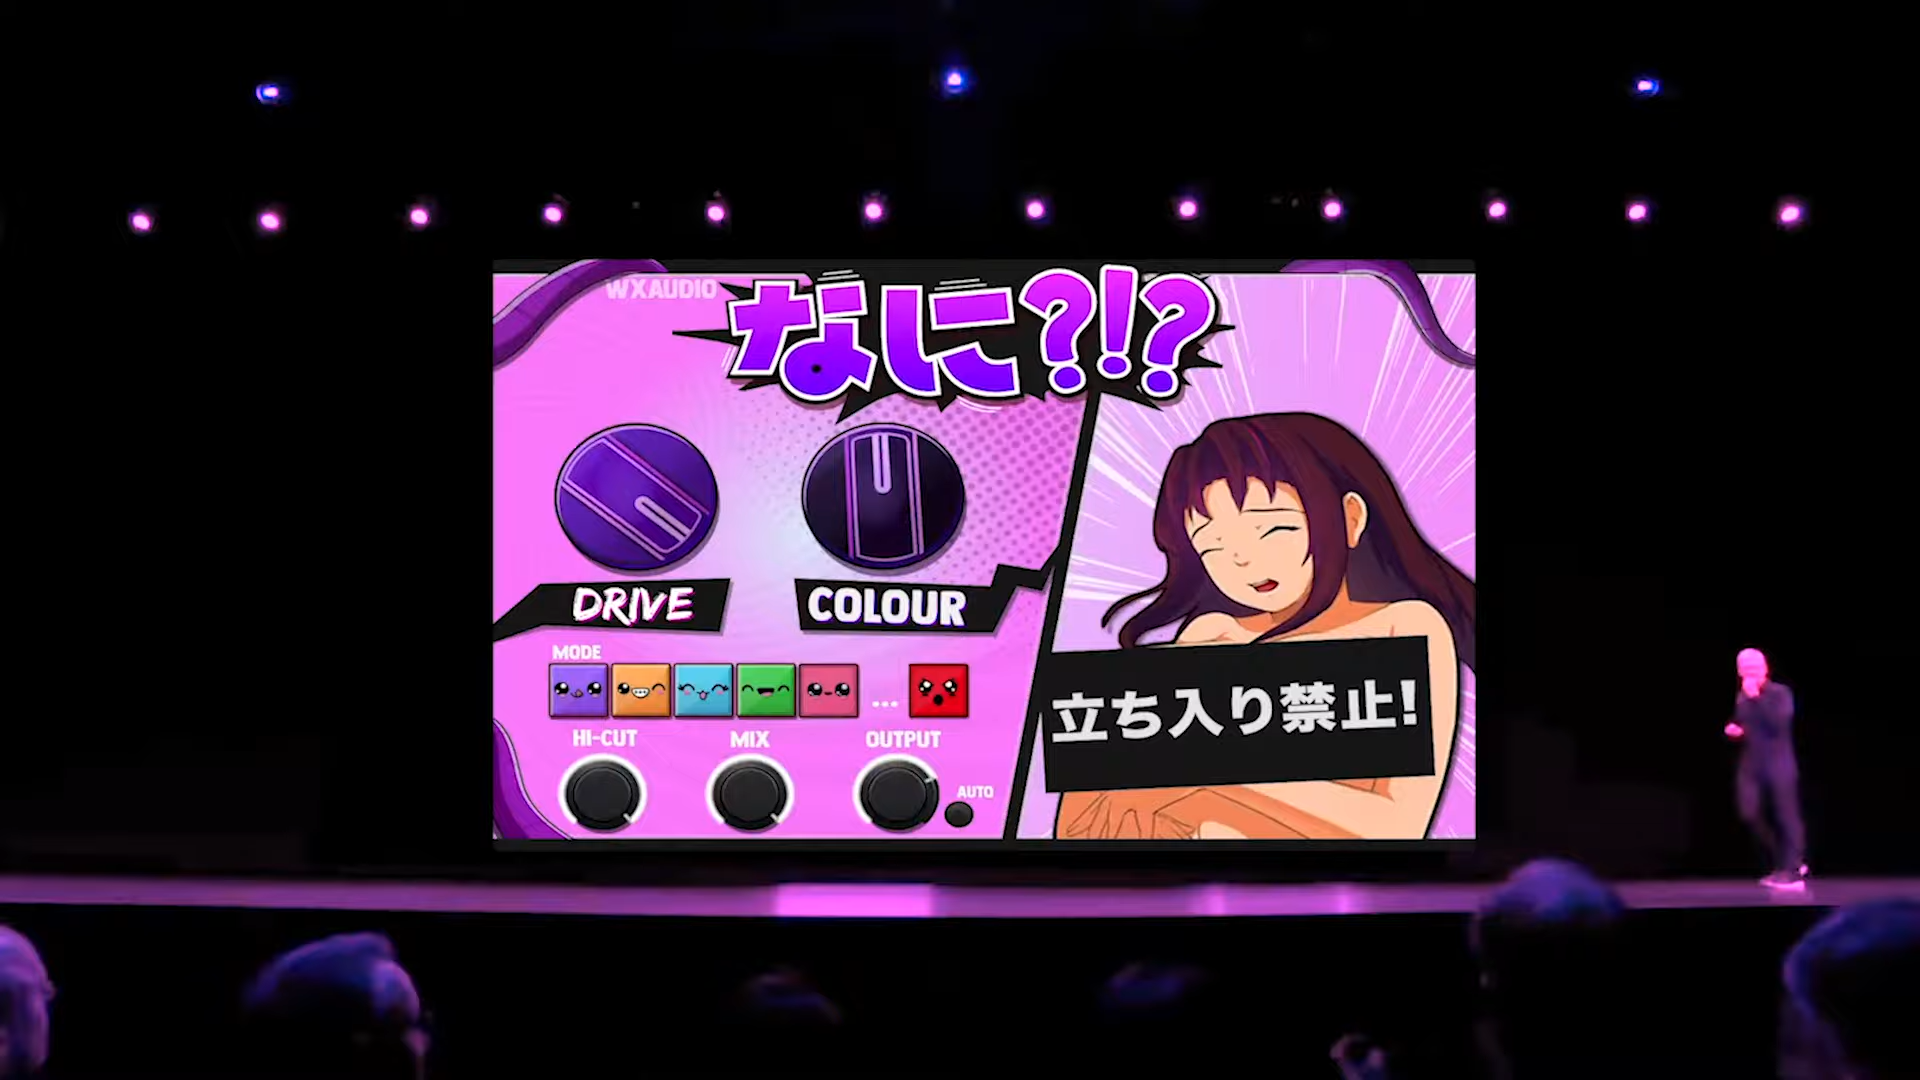 WXAUDIO
なに?!?
DRIVE
COLOUR
MODE
...
HI-CUT
MIX
OUTPUT
AUTO
立ち入り禁止!